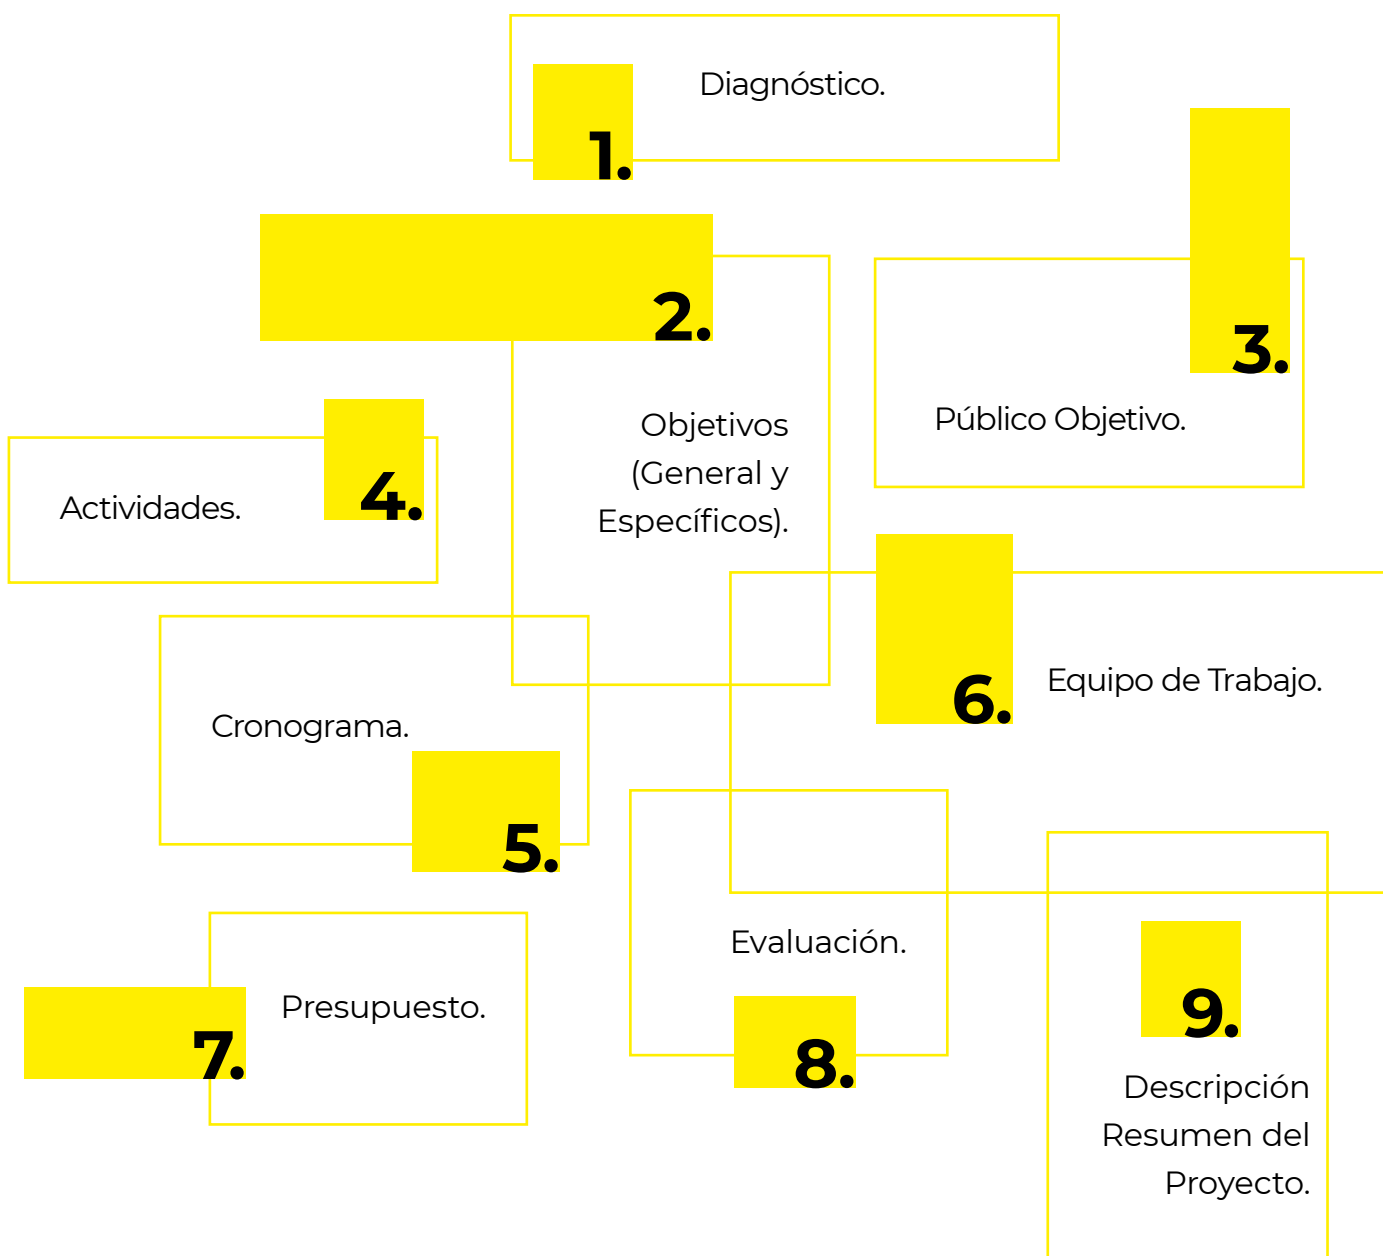 1.
Diagnóstico.
2.
Objetivos
(General y
Específicos).
3.
Público Objetivo.
4.
Actividades.
5.
Cronograma.
6.
Equipo de Trabajo.
7.
Presupuesto.
8.
Evaluación.
9.
Descripción
Resumen del
Proyecto.